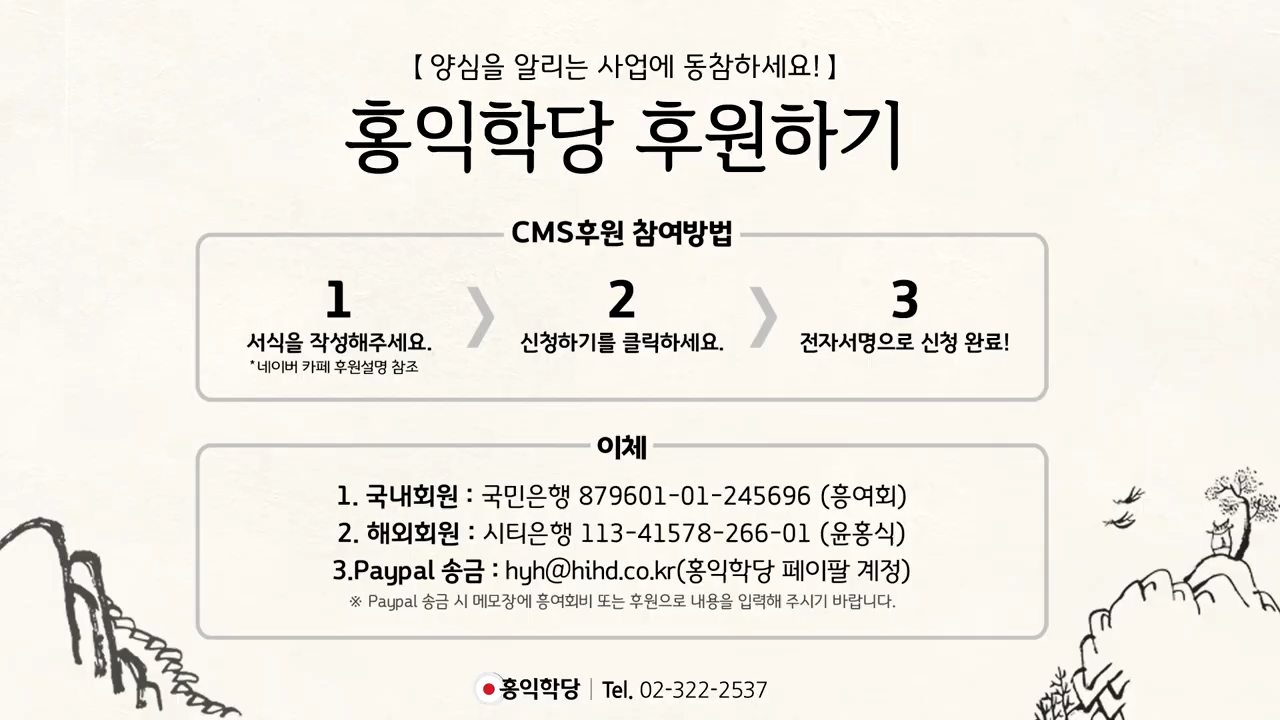 【 양심을 알리는 사업에 동참하세요! 】
홍익학당 후원하기
CMS후원 참여방법
1
서식을 작성해주세요.
*네이버 카페 후원설명 참조
2
신청하기를 클릭하세요.
3
전자서명으로 신청 완료!
이체
1. 국내회원 : 국민은행 879601-01-245696 (흥여회)
2. 해외회원 : 시티은행 113-41578-266-01 (윤홍식)
3.Paypal 송금 : hyh@hihd.co.kr(홍익학당 페이팔 계정)
※ Paypal 송금 시 메모장에 흥여회비 또는 후원으로 내용을 입력해 주시기 바랍니다.
홍익학당 | Tel. 02-322-2537